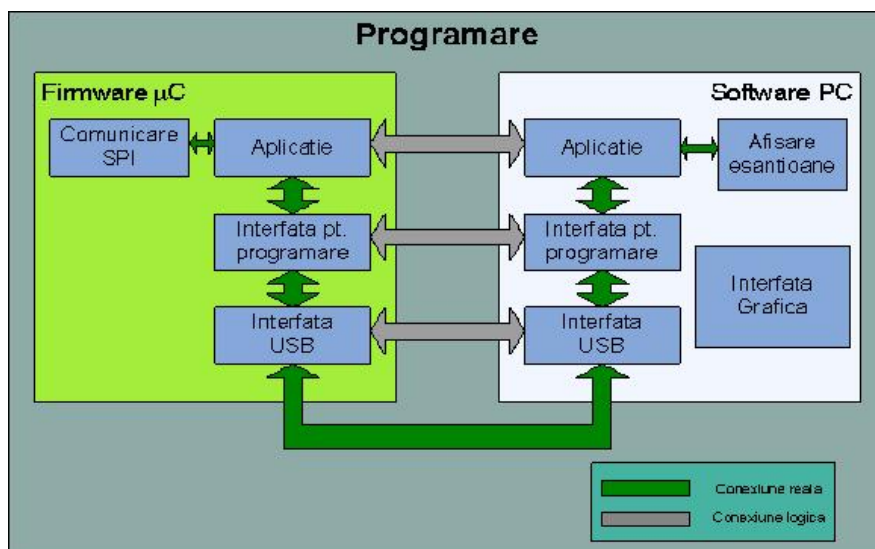 Programare
Firmware µC
Comunicare
SPI
Aplicatie
Interfata pt.
programare
Interfata
USB
Software PC
Aplicatie
Afisare
esantioane
Interfata pt.
programare
Interfata
USB
Interfata
Grafica
Conexiune reala
Conexiune logica